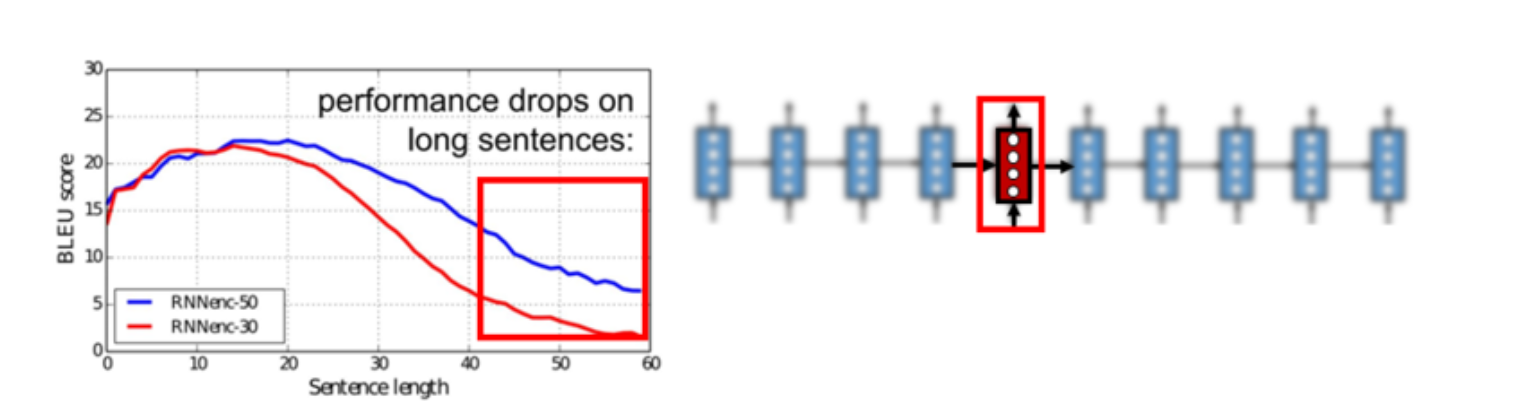 30
25
20
15
10
5
0
BLEU score
performance drops on
long sentences:
RNNenc-50
RNNenc-30
0 10 20 30 40 50 60
Sentence length